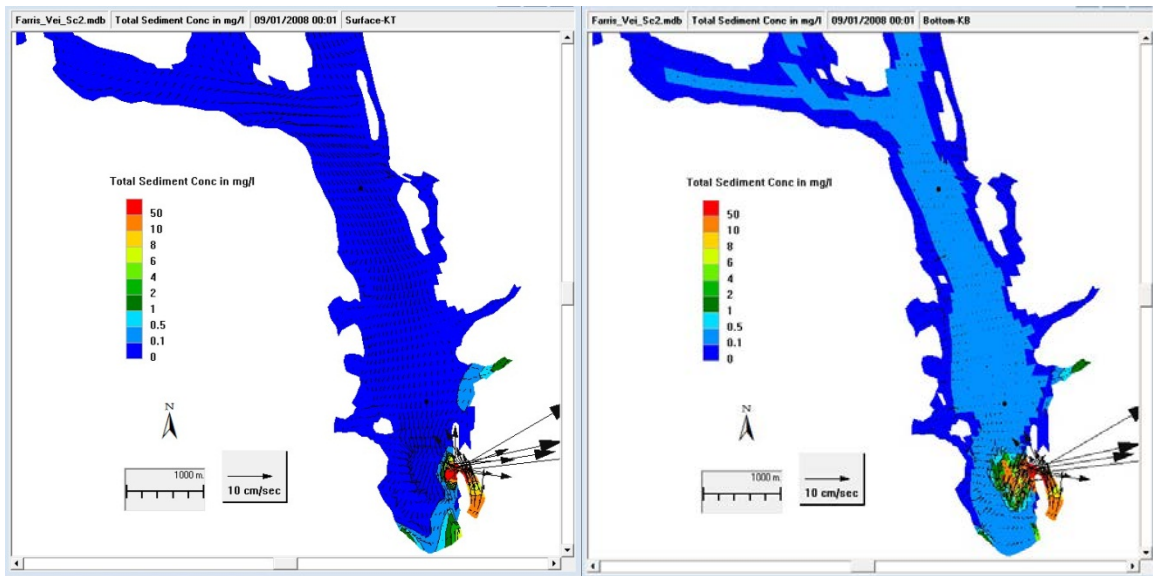 Farris_Vei_Sc2.mdb Total Sediment Conc in mg/l 09/01/2008 00:01 Surface-KT
Total Sediment Conc in mg/l
50
10
8
6
4
2
1
0.5
0.1
0
N
1000 m
10 cm/sec
Farris_Vei_Sc2.mdb Total Sediment Conc in mg/l 09/01/2008 00:01 Bottom-KB
Total Sediment Conc in mg/l
50
10
8
6
4
2
1
0.5
0.1
0
N
1000 m
10 cm/sec